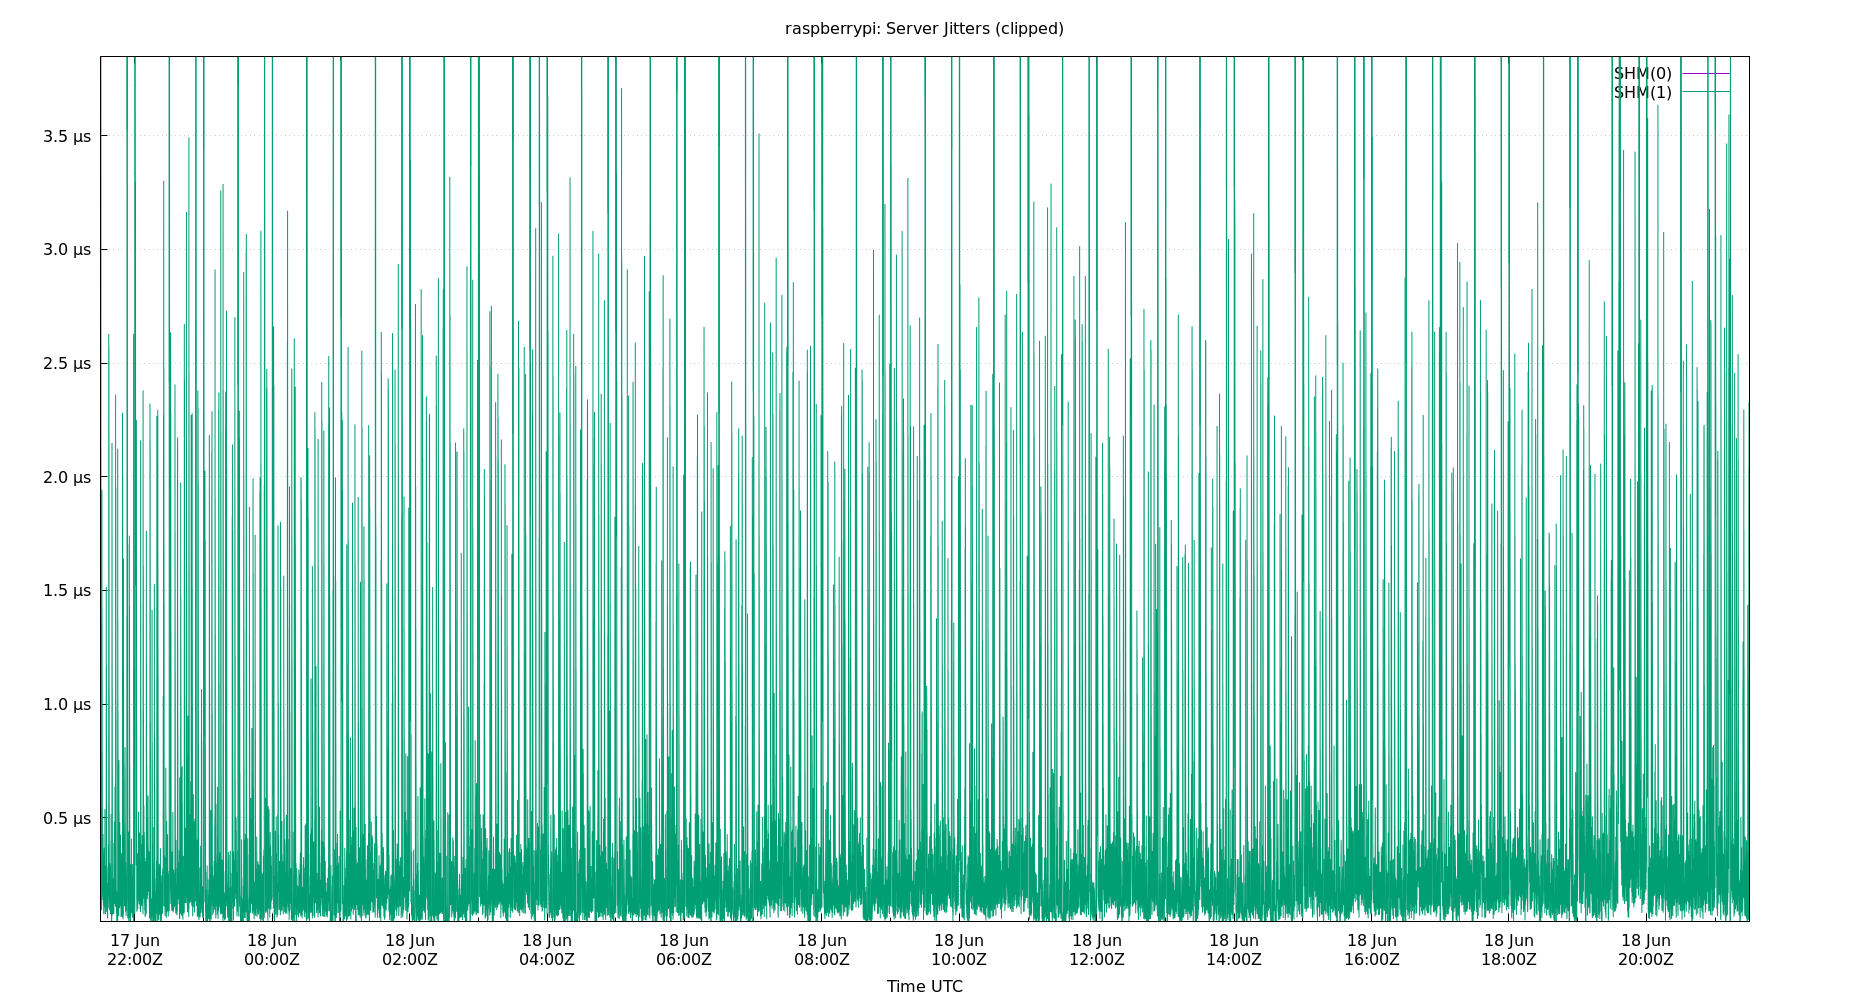 raspberrypi: Server Jitters (clipped)
SHM(0)
SHM(1)
3.5 µs
3.0 µs
2.5 µs
2.0 µs
1.5 µs
1.0 µs
0.5 µs
17 Jun 18 Jun 18 Jun 18 Jun 18 Jun 18 Jun 18 Jun 18 Jun 18 Jun 18 Jun 18 Jun 18 Jun
22:00Z 00:00Z 02:00Z 04:00Z 06:00Z 08:00Z 10:00Z 12:00Z 14:00Z 16:00Z 18:00Z 20:00Z
Time UTC